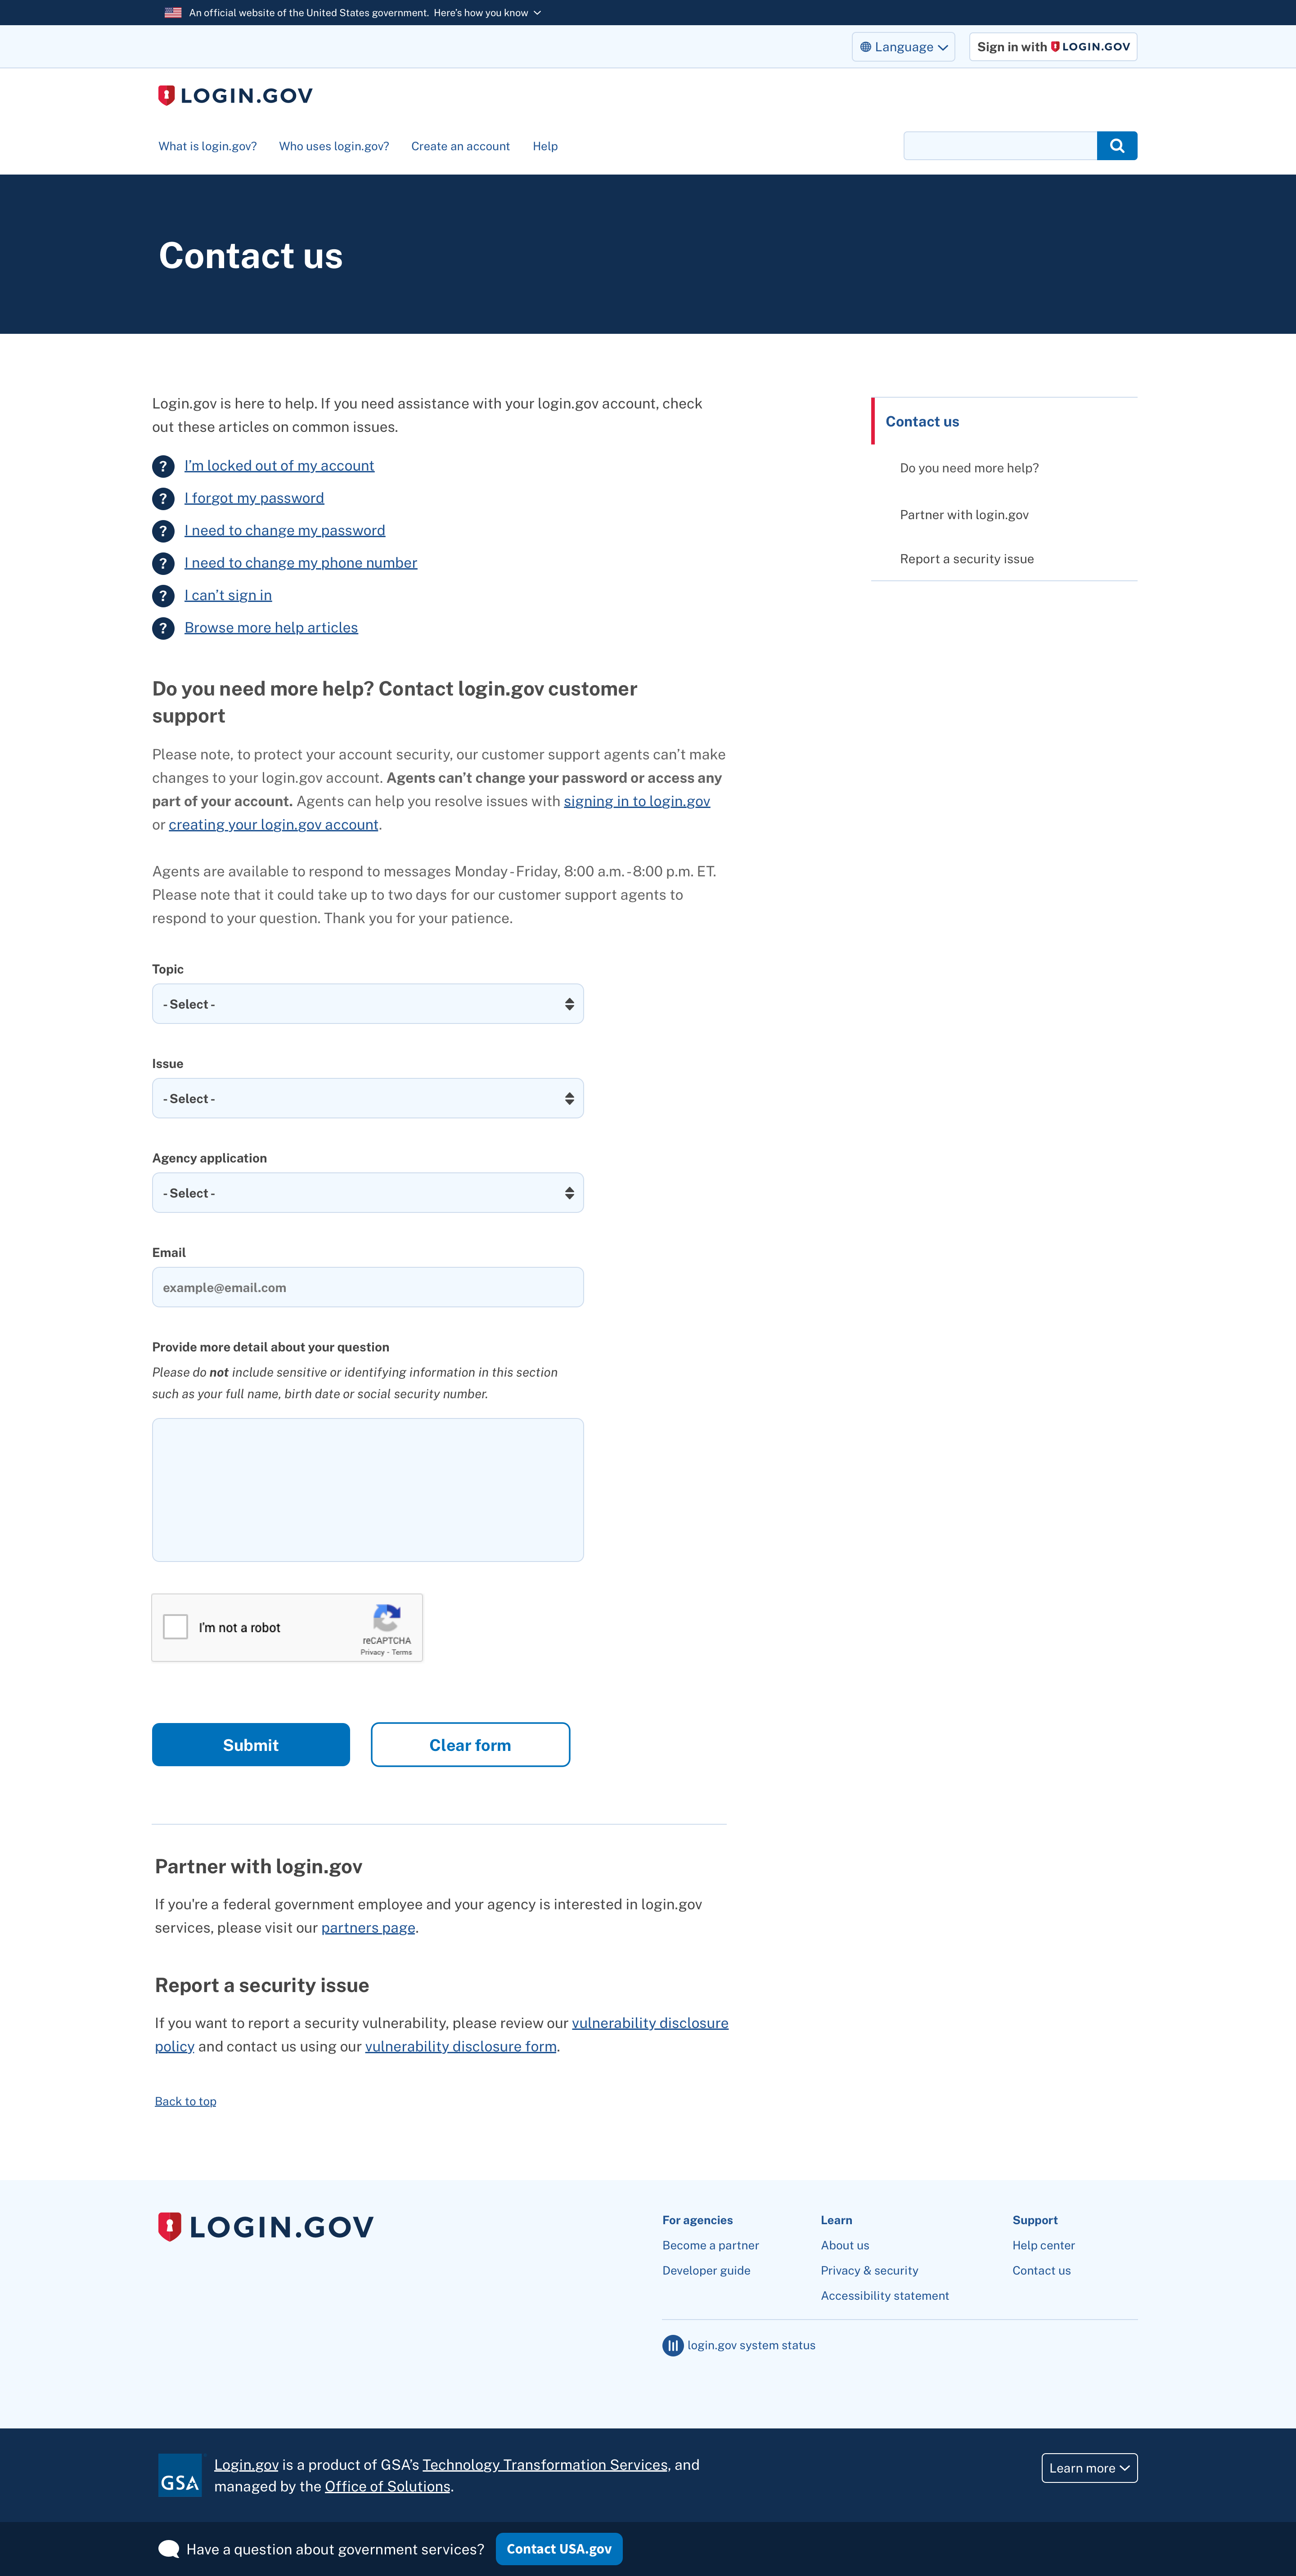 An official website of the United States government. Here's how you know
Language
Sign in with LOGIN.GOV
LOGIN.GOV
What is login.gov? Who uses login.gov? Create an account Help
Contact us
Login.gov is here to help. If you need assistance with your login.gov account, check
out these articles on common issues.
? I'm locked out of my account
? I forgot my password
? I need to change my password
? I need to change my phone number
? I can't sign in
? Browse more help articles
Contact us
Do you need more help?
Partner with login.gov
Report a security issue
Do you need more help? Contact login.gov customer
support
Please note, to protect your account security, our customer support agents can't make
changes to your login.gov account. Agents can't change your password or access any
part of your account. Agents can help you resolve issues with signing in to login.gov
or creating your login.gov account.
Agents are available to respond to messages Monday - Friday, 8:00 a.m. - 8:00 p.m. ET.
Please note that it could take up to two days for our customer support agents to
respond to your question. Thank you for your patience.
Topic
- Select -
Issue
- Select -
Agency application
- Select -
Email
example@email.com
Provide more detail about your question
Please do not include sensitive or identifying information in this section
such as your full name, birth date or social security number.
I'm not a robot
reCAPTCHA
Privacy - Terms
Submit
Clear form
Partner with login.gov
If you're a federal government employee and your agency is interested in login.gov
services, please visit our partners page.
Report a security issue
If you want to report a security vulnerability, please review our vulnerability disclosure
policy and contact us using our vulnerability disclosure form.
Back to top
LOGIN.GOV
For agencies
Become a partner
Developer guide
Learn
About us
Privacy & security
Accessibility statement
Support
Help center
Contact us
login.gov system status
GSA
Login.gov is a product of GSA's Technology Transformation Services, and
managed by the Office of Solutions.
Learn more
Have a question about government services?
Contact USA.gov